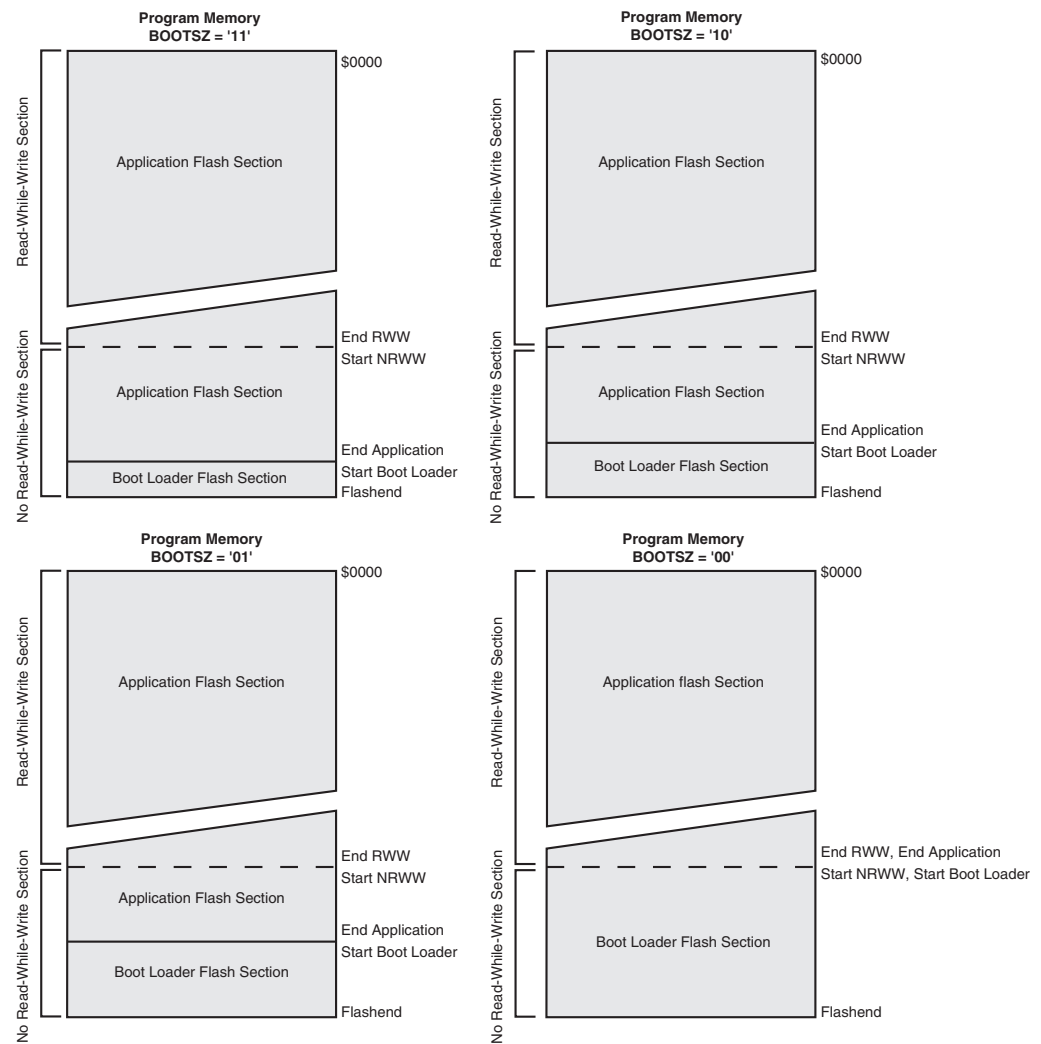 Program Memory
BOOTSZ = '11'
$0000
Read-While-Write Section
Application Flash Section
End RWW
Start NRWW
No Read-While-Write Section
Application Flash Section
End Application
Start Boot Loader
Boot Loader Flash Section
Flashend
Program Memory
BOOTSZ = '10'
$0000
Read-While-Write Section
Application Flash Section
End RWW
Start NRWW
No Read-While-Write Section
Application Flash Section
End Application
Start Boot Loader
Boot Loader Flash Section
Flashend
Program Memory
BOOTSZ = '01'
$0000
Read-While-Write Section
Application Flash Section
End RWW
Start NRWW
No Read-While-Write Section
Application Flash Section
End Application
Start Boot Loader
Boot Loader Flash Section
Flashend
Program Memory
BOOTSZ = '00'
$0000
Read-While-Write Section
Application flash Section
End RWW, End Application
Start NRWW, Start Boot Loader
No Read-While-Write Section
Boot Loader Flash Section
Flashend